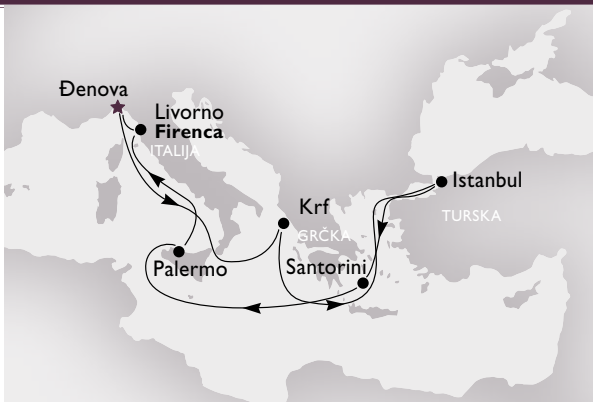 Đenova
Livorno
Firenca
ITALIJA
Istanbul
Krf
TURSKA
GRČKA
Palermo
Santorini